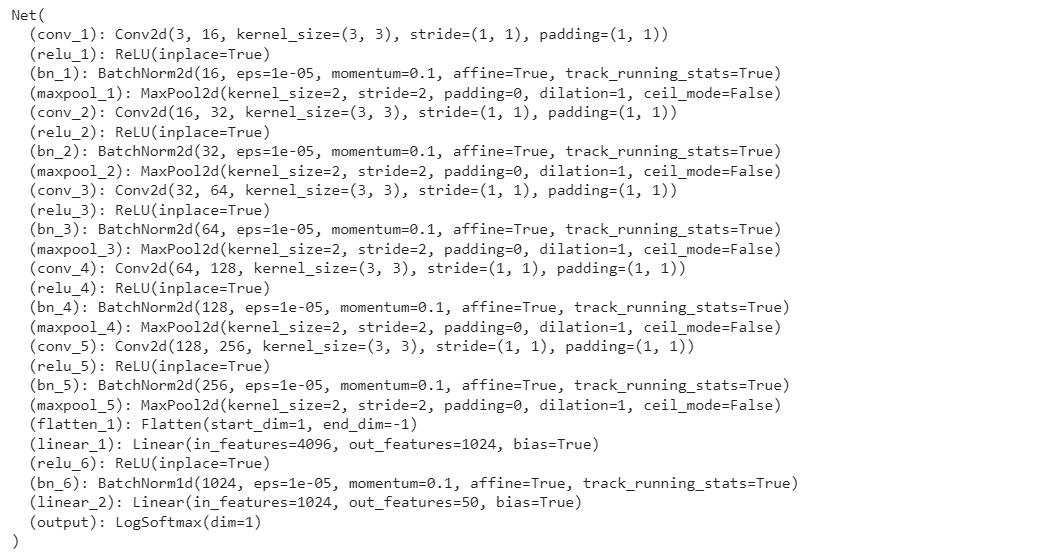 Net(
  (conv_1): Conv2d(3, 16, kernel_size=(3, 3), stride=(1, 1), padding=(1, 1))
  (relu_1): ReLU(inplace=True)
  (bn_1): BatchNorm2d(16, eps=1e-05, momentum=0.1, affine=True, track_running_stats=True)
  (maxpool_1): MaxPool2d(kernel_size=2, stride=2, padding=0, dilation=1, ceil_mode=False)
  (conv_2): Conv2d(16, 32, kernel_size=(3, 3), stride=(1, 1), padding=(1, 1))
  (relu_2): ReLU(inplace=True)
  (bn_2): BatchNorm2d(32, eps=1e-05, momentum=0.1, affine=True, track_running_stats=True)
  (maxpool_2): MaxPool2d(kernel_size=2, stride=2, padding=0, dilation=1, ceil_mode=False)
  (conv_3): Conv2d(32, 64, kernel_size=(3, 3), stride=(1, 1), padding=(1, 1))
  (relu_3): ReLU(inplace=True)
  (bn_3): BatchNorm2d(64, eps=1e-05, momentum=0.1, affine=True, track_running_stats=True)
  (maxpool_3): MaxPool2d(kernel_size=2, stride=2, padding=0, dilation=1, ceil_mode=False)
  (conv_4): Conv2d(64, 128, kernel_size=(3, 3), stride=(1, 1), padding=(1, 1))
  (relu_4): ReLU(inplace=True)
  (bn_4): BatchNorm2d(128, eps=1e-05, momentum=0.1, affine=True, track_running_stats=True)
  (maxpool_4): MaxPool2d(kernel_size=2, stride=2, padding=0, dilation=1, ceil_mode=False)
  (conv_5): Conv2d(128, 256, kernel_size=(3, 3), stride=(1, 1), padding=(1, 1))
  (relu_5): ReLU(inplace=True)
  (bn_5): BatchNorm2d(256, eps=1e-05, momentum=0.1, affine=True, track_running_stats=True)
  (maxpool_5): MaxPool2d(kernel_size=2, stride=2, padding=0, dilation=1, ceil_mode=False)
  (flatten_1): Flatten(start_dim=1, end_dim=-1)
  (linear_1): Linear(in_features=4096, out_features=1024, bias=True)
  (relu_6): ReLU(inplace=True)
  (bn_6): BatchNorm1d(1024, eps=1e-05, momentum=0.1, affine=True, track_running_stats=True)
  (linear_2): Linear(in_features=1024, out_features=50, bias=True)
  (output): LogSoftmax(dim=1)
)